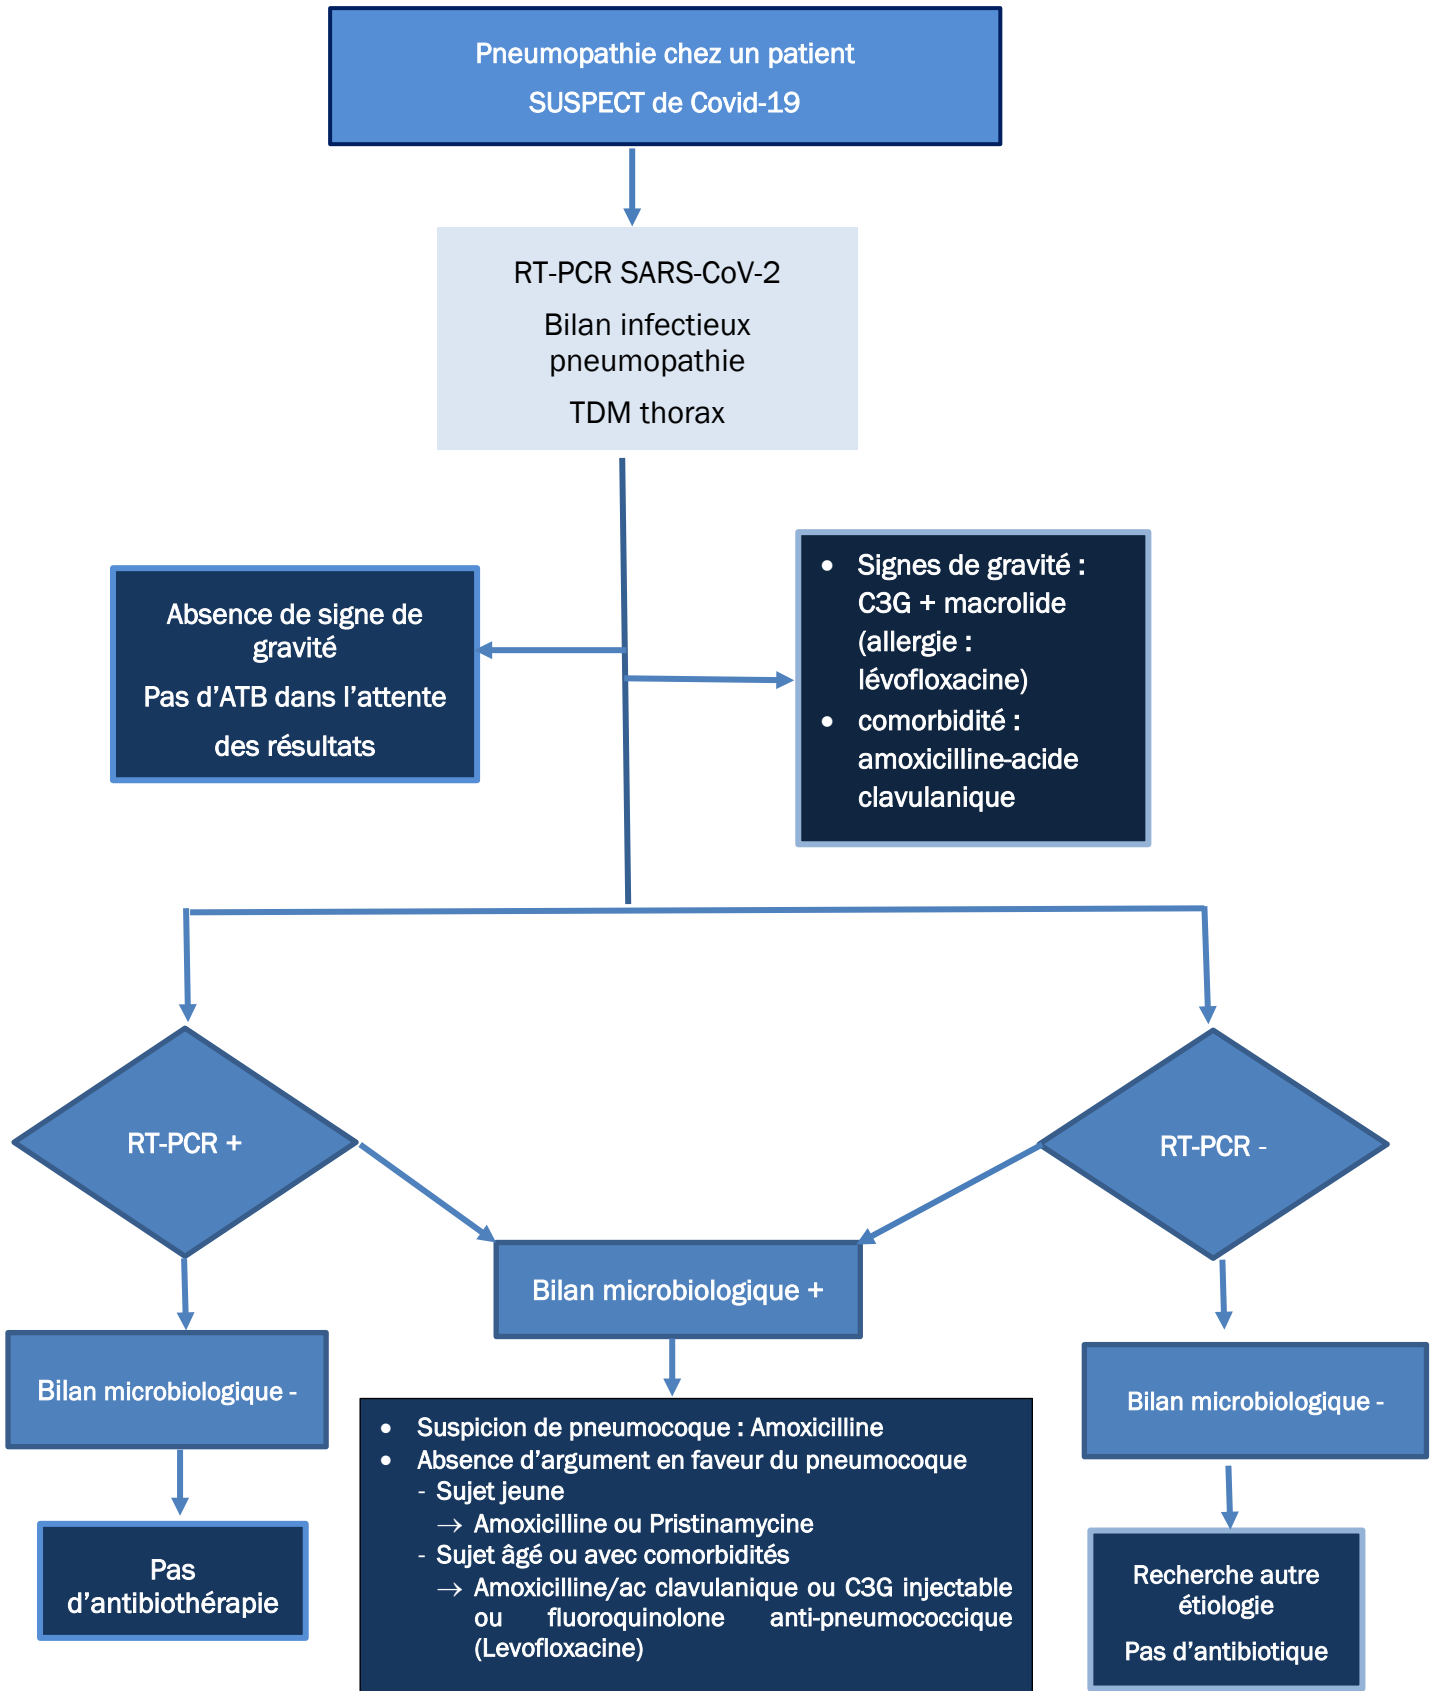 Pneumopathie chez un patient
SUSPECT de Covid-19
RT-PCR SARS-CoV-2
Bilan infectieux
pneumopathie
TDM thorax
Absence de signe de
gravité
Pas d'ATB dans l'attente
des résultats
• Signes de gravité :
C3G + macrolide
(allergie :
lévofloxacine)
• comorbidité :
amoxicilline-acide
clavulanique
RT-PCR +
RT-PCR -
Bilan microbiologique +
Bilan microbiologique -
Bilan microbiologique -
• Suspicion de pneumocoque : Amoxicilline
• Absence d'argument en faveur du pneumocoque
- Sujet jeune
→ Amoxicilline ou Pristinamycine
- Sujet âgé ou avec comorbidités
→ Amoxicilline/ac clavulanique ou C3G injectable
ou fluoroquinolone anti-pneumococcique
(Levofloxacine)
Pas
d'antibiothérapie
Recherche autre
étiologie
Pas d'antibiotique